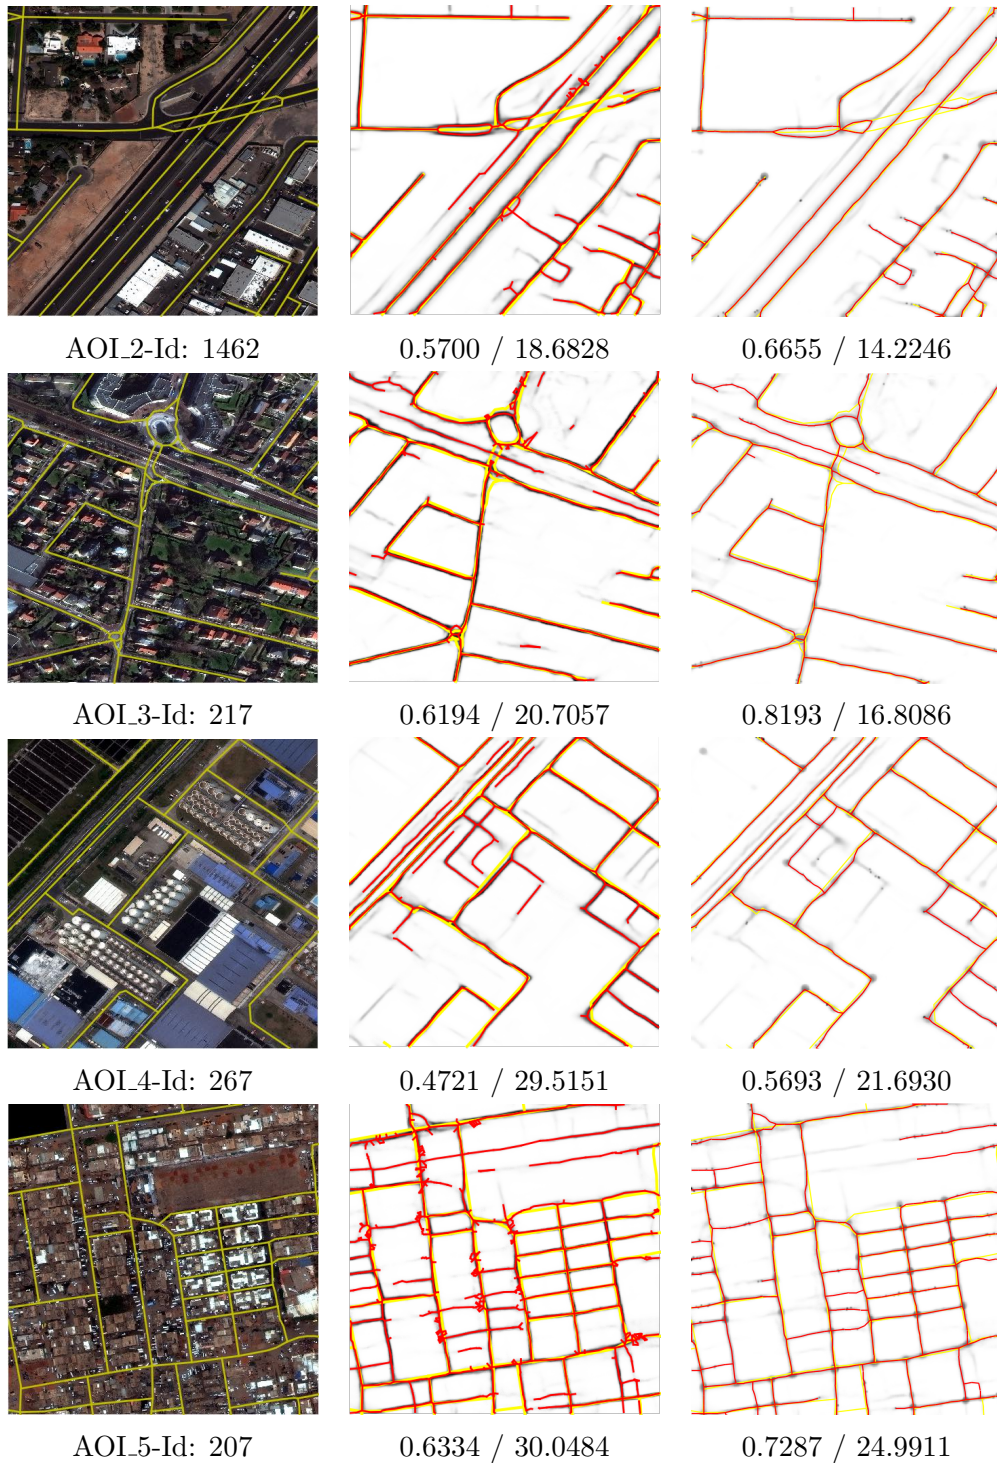 AOI_2-Id: 1462 0.5700 / 18.6828 0.6655 / 14.2246
AOI_3-Id: 217 0.6194 / 20.7057 0.8193 / 16.8086
AOI_4-Id: 267 0.4721 / 29.5151 0.5693 / 21.6930
AOI_5-Id: 207 0.6334 / 30.0484 0.7287 / 24.9911